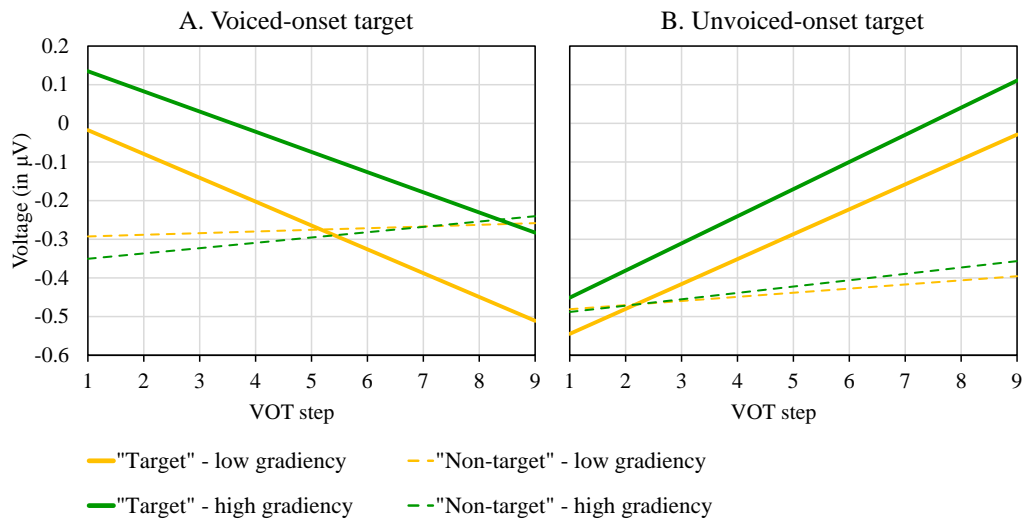 A. Voiced-onset target
B. Unvoiced-onset target
Voltage (in μV)
0.2
0.1
0
-0.1
-0.2
-0.3
-0.4
-0.5
-0.6
1 2 3 4 5 6 7 8 9
1 2 3 4 5 6 7 8 9
VOT step
VOT step
"Target" - low gradiency
"Non-target" - low gradiency
"Target" - high gradiency
"Non-target" - high gradiency